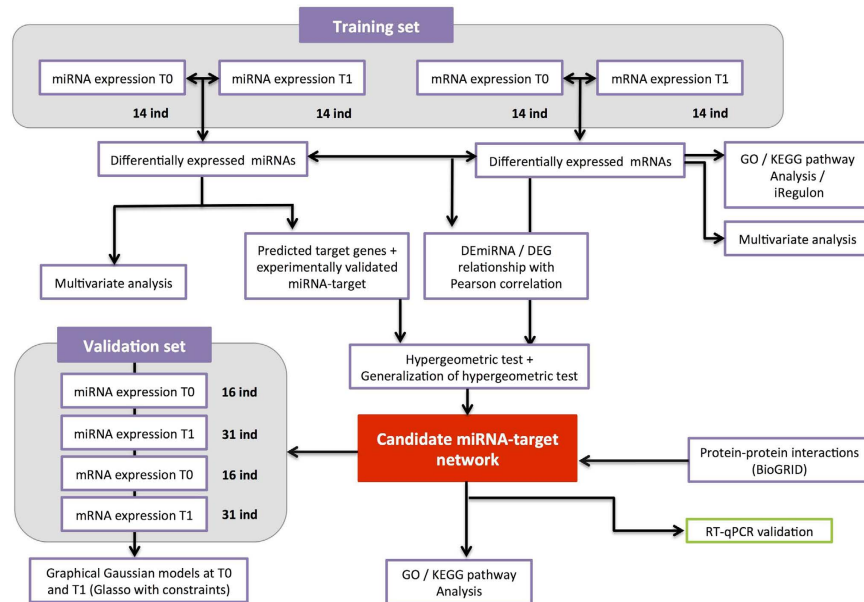 Training set
miRNA expression T0
miRNA expression T1
mRNA expression T0
mRNA expression T1
14 ind
14 ind
14 ind
14 ind
Differentially expressed miRNAs
Differentially expressed mRNAs
GO / KEGG pathway
Analysis /
iRegulon
Multivariate analysis
Predicted target genes +
experimentally validated
miRNA-target
DEmiRNA / DEG
relationship with
Pearson correlation
Multivariate analysis
Validation set
Hypergeometric test +
Generalization of hypergeometric test
miRNA expression T0
16 ind
miRNA expression T1
31 ind
mRNA expression T0
16 ind
mRNA expression T1
31 ind
Candidate miRNA-target
network
Protein-protein interactions
(BioGRID)
RT-qPCR validation
Graphical Gaussian models at T0
and T1 (Glasso with constraints)
GO / KEGG pathway
Analysis